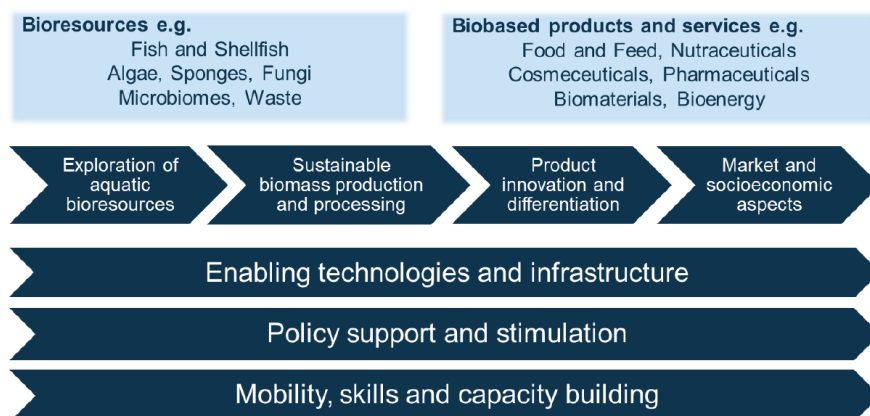 Bioresources e.g.
Fish and Shellfish
Algae, Sponges, Fungi
Microbiomes, Waste
Biobased products and services e.g.
Food and Feed, Nutraceuticals
Cosmeceuticals, Pharmaceuticals
Biomaterials, Bioenergy
Exploration of
aquatic
bioresources
Sustainable
biomass production
and processing
Product
innovation and
differentiation
Market and
socioeconomic
aspects
Enabling technologies and infrastructure
Policy support and stimulation
Mobility, skills and capacity building